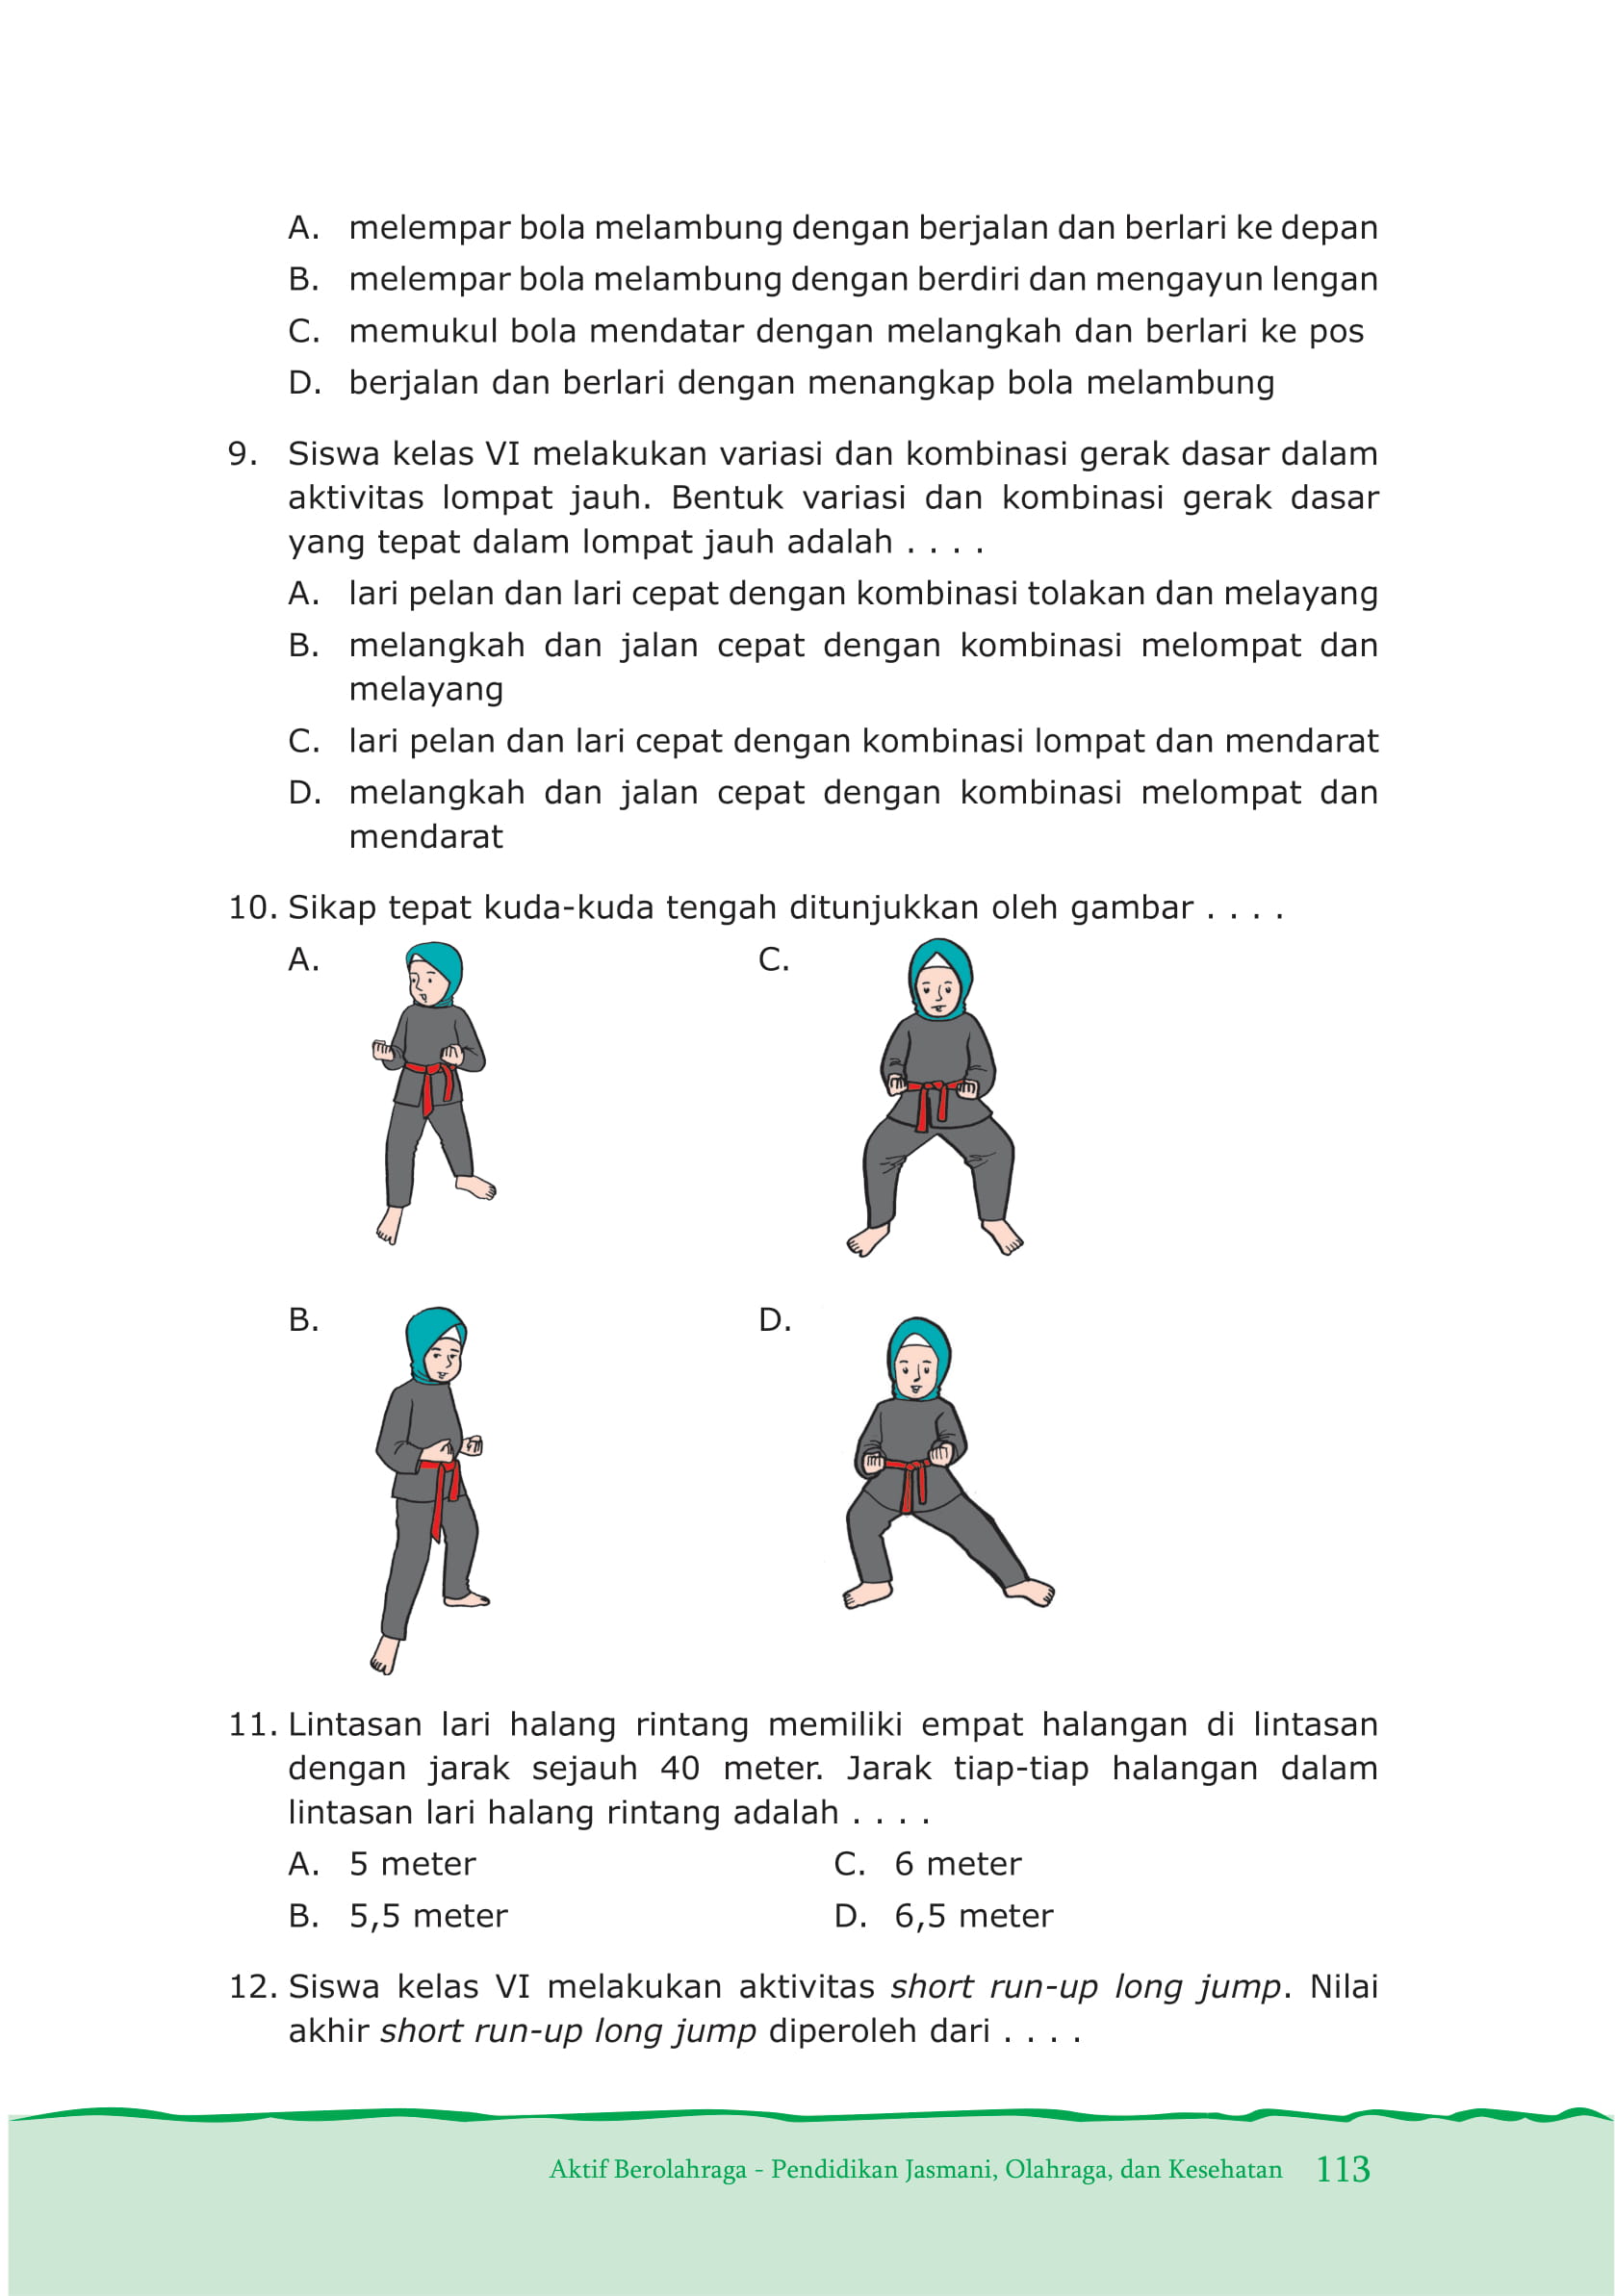 A. melempar bola melambung dengan berjalan dan berlari ke depan
B. melempar bola melambung dengan berdiri dan mengayun lengan
C. memukul bola mendatar dengan melangkah dan berlari ke pos
D. berjalan dan berlari dengan menangkap bola melambung
9. Siswa kelas VI melakukan variasi dan kombinasi gerak dasar dalam
aktivitas lompat jauh. Bentuk variasi dan kombinasi gerak dasar
yang tepat dalam lompat jauh adalah . . . .
A. lari pelan dan lari cepat dengan kombinasi tolakan dan melayang
B. melangkah dan jalan cepat dengan kombinasi melompat dan
melayang
C. lari pelan dan lari cepat dengan kombinasi lompat dan mendarat
D. melangkah dan jalan cepat dengan kombinasi melompat dan
mendarat
10. Sikap tepat kuda-kuda tengah ditunjukkan oleh gambar . . . .
A.
C.
B.
D.
11. Lintasan lari halang rintang memiliki empat halangan di lintasan
dengan jarak sejauh 40 meter. Jarak tiap-tiap halangan dalam
lintasan lari halang rintang adalah . . . .
A. 5 meter
C. 6 meter
B. 5,5 meter
D. 6,5 meter
12. Siswa kelas VI melakukan aktivitas short run-up long jump. Nilai
akhir short run-up long jump diperoleh dari . . . .
Aktif Berolahraga - Pendidikan Jasmani, Olahraga, dan Kesehatan 113